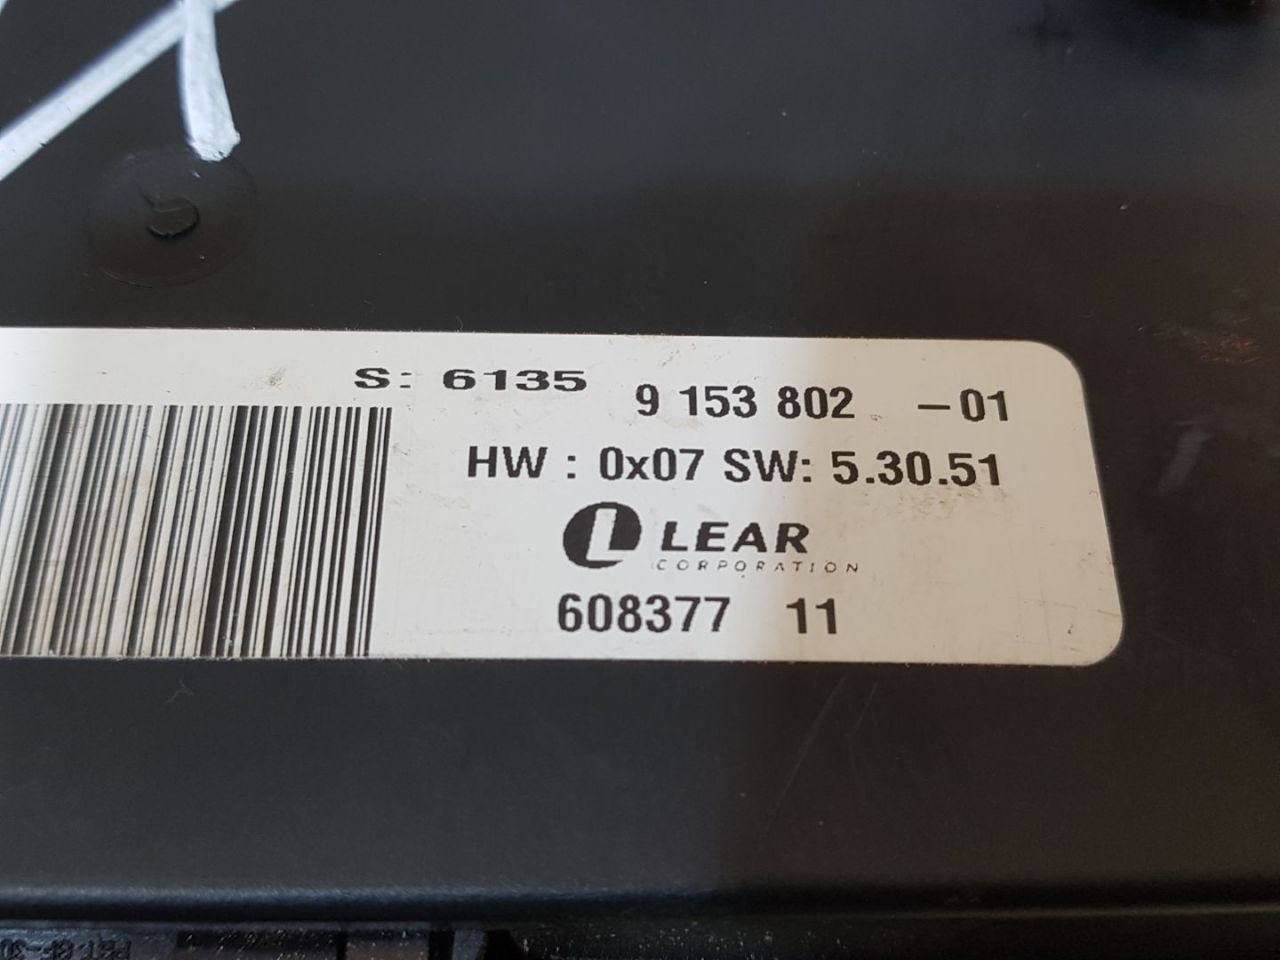 S: 6135 9 153 802 -01
HW : 0x07 SW: 5.30.51
L LEAR
CORPORATION
608377 11